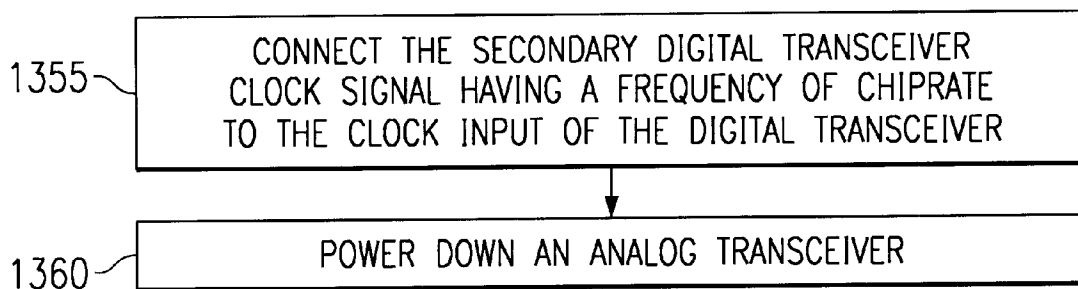 CONNECT THE SECONDARY DIGITAL TRANSCEIVER
1355 CLOCK SIGNAL HAVING A FREQUENCY OF CHIPRATE
TO THE CLOCK INPUT OF THE DIGITAL TRANSCEIVER
1360 POWER DOWN AN ANALOG TRANSCEIVER